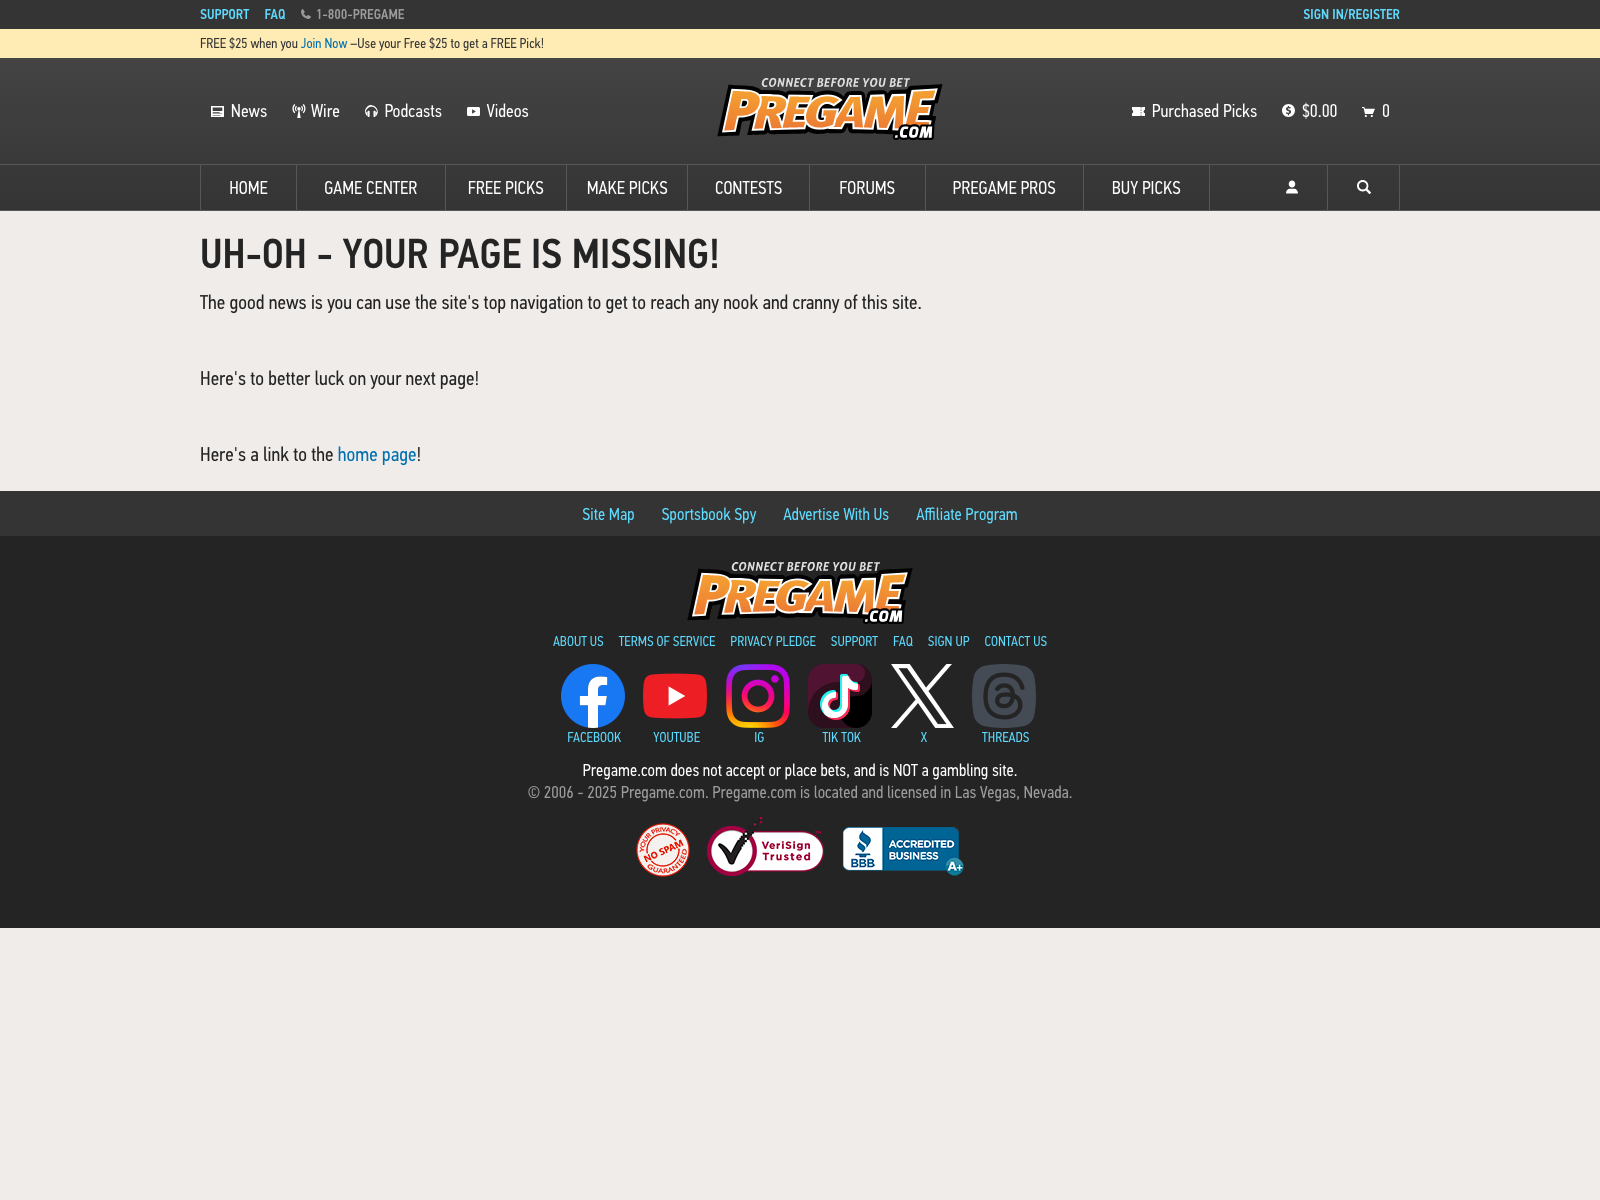 SUPPORT FAQ 1-800-PREGAME SIGN IN/REGISTER
FREE $25 when you Join Now –Use your Free $25 to get a FREE Pick!
CONNECT BEFORE YOU BET
News Wire Podcasts Videos PREGAME Purchased Picks $0.00 0
.COM
HOME GAME CENTER FREE PICKS MAKE PICKS CONTESTS FORUMS PREGAME PROS BUY PICKS
UH-OH - YOUR PAGE IS MISSING!
The good news is you can use the site's top navigation to get to reach any nook and cranny of this site.
Here's to better luck on your next page!
Here's a link to the home page!
Site Map Sportsbook Spy Advertise With Us Affiliate Program
CONNECT BEFORE YOU BET
PREGAME
.COM
ABOUT US TERMS OF SERVICE PRIVACY PLEDGE SUPPORT FAQ SIGN UP CONTACT US
FACEBOOK YOUTUBE IG TIK TOK X THREADS
Pregame.com does not accept or place bets, and is NOT a gambling site.
© 2006 - 2025 Pregame.com. Pregame.com is located and licensed in Las Vegas, Nevada.
YOUR PRIVACY
NO SPAM
GUARANTEED
VeriSign
Trusted
BBB
ACCREDITED
BUSINESS
A+